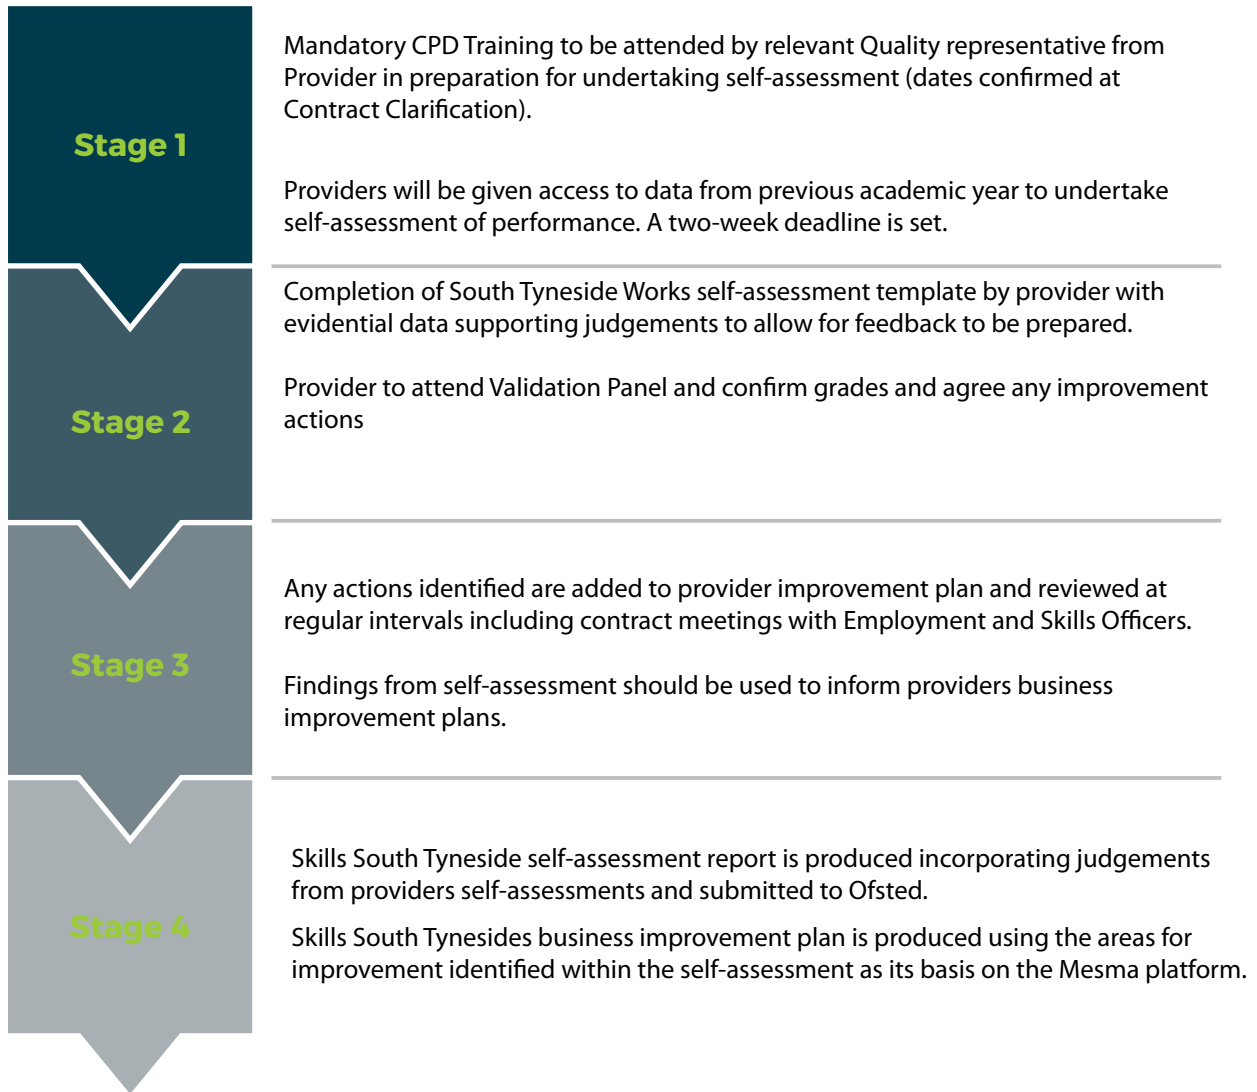 Stage 1
Mandatory CPD Training to be attended by relevant Quality representative from
Provider in preparation for undertaking self-assessment (dates confirmed at
Contract Clarification).
Providers will be given access to data from previous academic year to undertake
self-assessment of performance. A two-week deadline is set.
Stage 2
Completion of South Tyneside Works self-assessment template by provider with
evidential data supporting judgements to allow for feedback to be prepared.
Provider to attend Validation Panel and confirm grades and agree any improvement
actions
Stage 3
Any actions identified are added to provider improvement plan and reviewed at
regular intervals including contract meetings with Employment and Skills Officers.
Findings from self-assessment should be used to inform providers business
improvement plans.
Stage 4
Skills South Tyneside self-assessment report is produced incorporating judgements
from providers self-assessments and submitted to Ofsted.
Skills South Tynesides business improvement plan is produced using the areas for
improvement identified within the self-assessment as its basis on the Mesma platform.